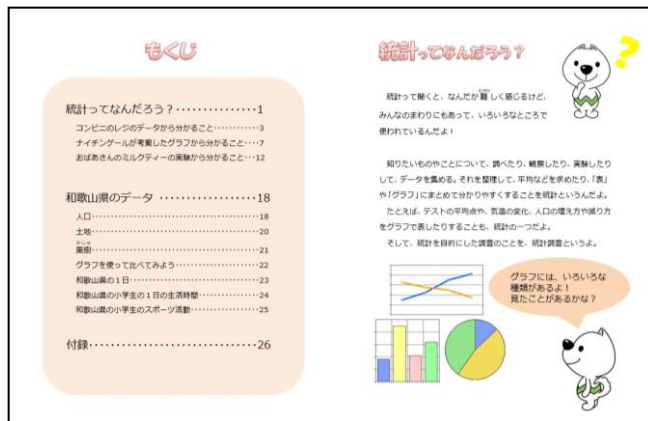 もくじ
統計ってなんだろう？・・・・・・・・・・・・・・・1
コンビニのレジのデータから分かること・・・・・・・・・・・・3
ナイチンゲールが考案したグラフから分かること・・・・7
おばあさんのミルクティーの実験から分かること・・・12
和歌山県のデータ ・・・・・・・・・・・・・・・・18
人口・・・・・・・・・・・・・・・・・・・・・・・・・・・・・・・・・・・18
土地・・・・・・・・・・・・・・・・・・・・・・・・・・・・・・・・・・・20
かじゅ
果樹・・・・・・・・・・・・・・・・・・・・・・・・・・・・・・・・・・・21
グラフを使って比べてみよう・・・・・・・・・・・・・・・・・・22
和歌山県の１日・・・・・・・・・・・・・・・・・・・・・・・・・・・23
和歌山県の小学生の１日の生活時間・・・・・・・・・・・・24
和歌山県の小学生のスポーツ活動・・・・・・・・・・・・・・25
付録・・・・・・・・・・・・・・・・・・・・・・・・・・・・26
統計ってなんだろう？
?
統計って聞くと、なんだか難しく感じるけど、
みんなのまわりにもあって、いろいろなところで
使われているんだよ！
知りたいものやことについて、調べたり、観察したり、実験したり
して、データを集める。それを整理して、平均などを求めたり、「表」
や「グラフ」にまとめて分かりやすくすることを統計というんだよ。
たとえば、テストの平均点や、気温の変化、人口の増え方や減り方
をグラフで表したりすることも、統計の一つだよ。
そして、統計を目的にした調査のことを、統計調査というよ。
グラフには、いろいろな
種類があるよ！
見たことがあるかな？